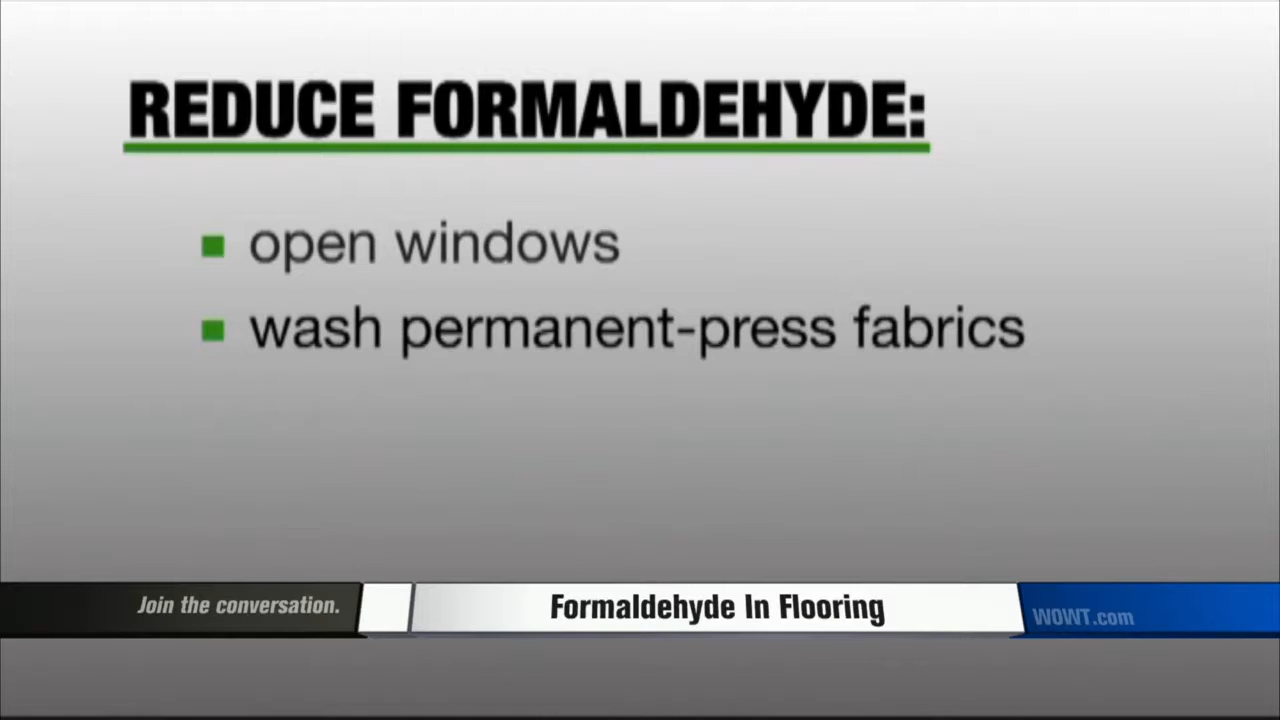 REDUCE FORMALDEHYDE:
open windows
wash permanent-press fabrics
Join the conversation.
Formaldehyde In Flooring
WOWT.com